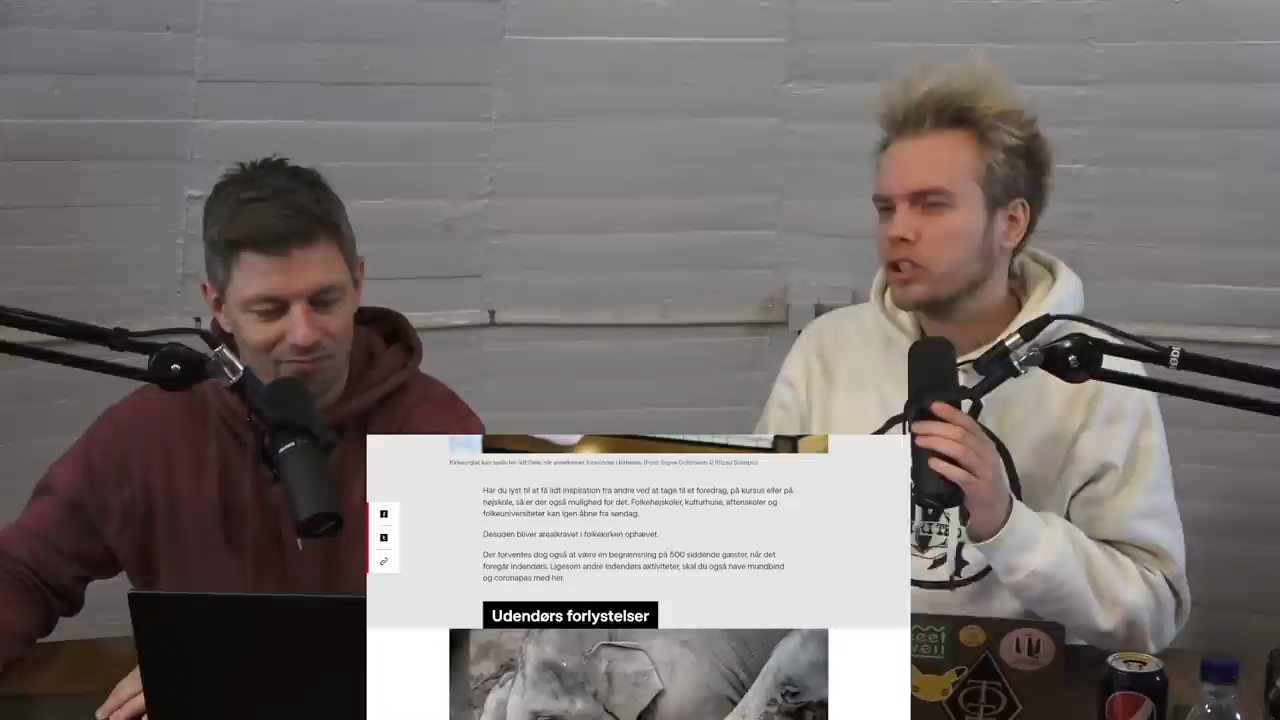 Har du lyst til at få lidt inspiration fra andre ved at tage til et foredrag, på kursus eller på
højskole, så er der også mulighed for det. Folkehøjskoler, kulturhuse, aftenskoler og
folkeuniversiteter kan igen åbne fra søndag.
Desuden bliver arealkravet i folkekirken ophævet.
Der forventes dog også at være en begrænsning på 500 siddende gæster, når det
foregår indendørs. Ligesom andre indendørs aktiviteter, skal du også have mundbind
og coronapas med her.
Udendørs forlystelser